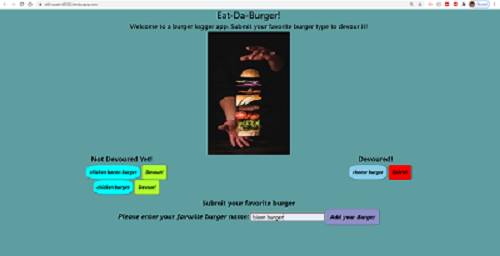 Eat-Da-Burger!
Welcome to a burger logger app. Submit your favorite burger type to devour it!
Not Devoured Yet!
Devoured!
chicken bacon burger
Devour!
cheese burger
chicken burger
Devour!
Submit your favorite burger
Please enter your favorite burger name: bison burger
Add your Burger